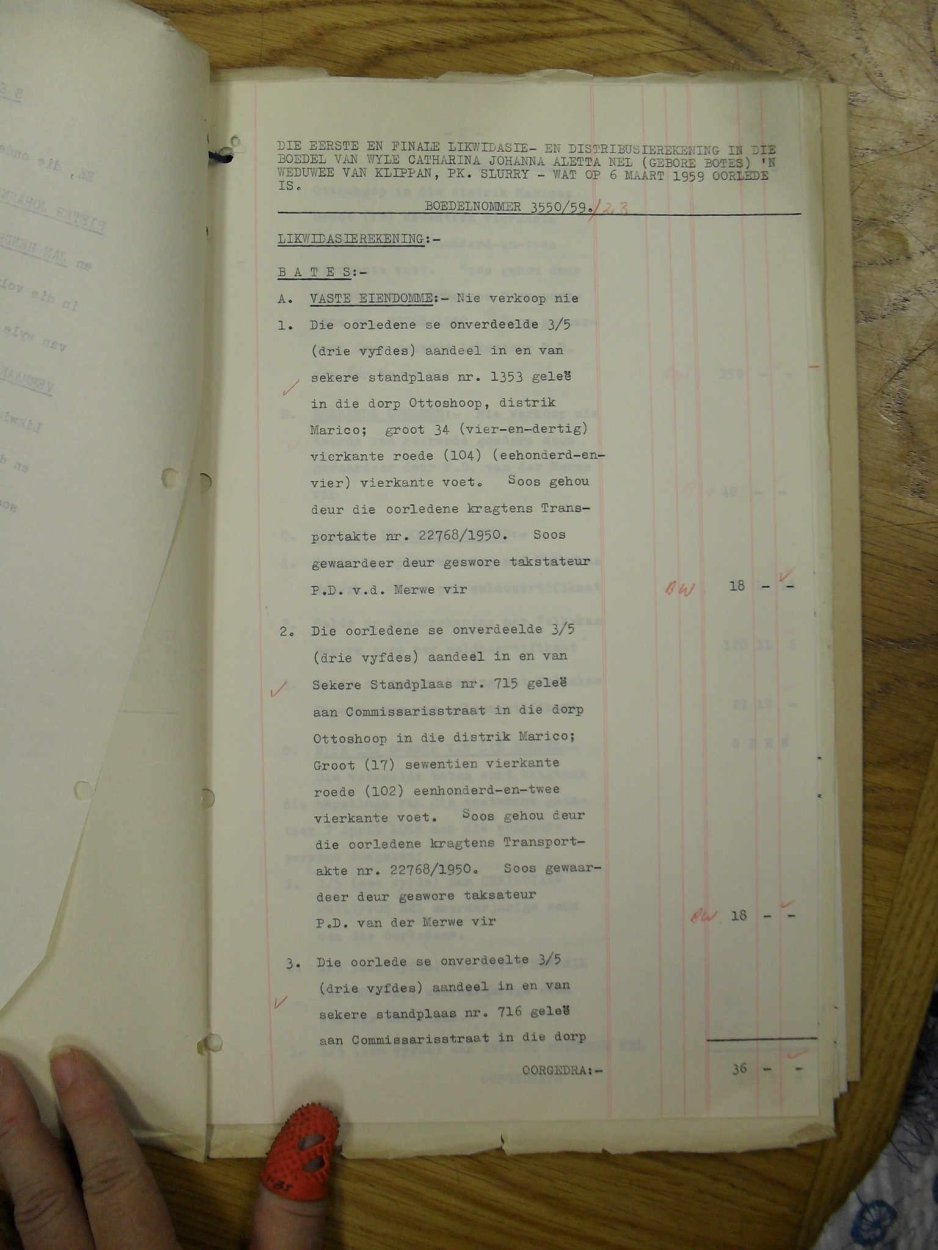 DIE EERSTE EN FINALE LIKWIDASIE- EN DISTRIBUSIEREKENING IN DIE
BOEDEL VAN WYLE CATHARINA JOHANNA ALETTA NEL (GEBORE BOTES) 'N
WEDUWEE VAN KLIPPAN, PK. SLURRY - WAT OP 6 MAART 1959 OORLEDE
IS.
BOEDELNOMMER 3550/59./23
LIKWIDASIEREKENING:-
B A T E S:-
A. VASTE EIENDOMME:- Nie verkoop nie
1. Die oorledene se onverdeelde 3/5
(drie vyfdes) aandeel in en van
sekere standplaas nr. 1353 geleë
in die dorp Ottoshoop, distrik
Marico; groot 34 (vier-en-dertig)
vierkante roede (104) (eehonderd-en-
vier) vierkante voet. Soos gehou
deur die oorledene kragtens Trans-
portakte nr. 22768/1950. Soos
gewaardeer deur geswore takstateur
P.D. v.d. Merwe vir BW 18 - -
2. Die oorledene se onverdeelde 3/5
(drie vyfdes) aandeel in en van
Sekere Standplaas nr. 715 geleë
aan Commissarisstraat in die dorp
Ottoshoop in die distrik Marico;
Groot (17) sewentien vierkante
roede (102) eenhonderd-en-twee
vierkante voet. Soos gehou deur
die oorledene kragtens Transport-
akte nr. 22768/1950. Soos gewaar-
deer deur geswore taksateur
P.D. van der Merwe vir BW 18 - -
3. Die oorlede se onverdeelte 3/5
(drie vyfdes) aandeel in en van
sekere standplaas nr. 716 geleë
aan Commissarisstraat in die dorp
OORGEDRA:- 36 - -